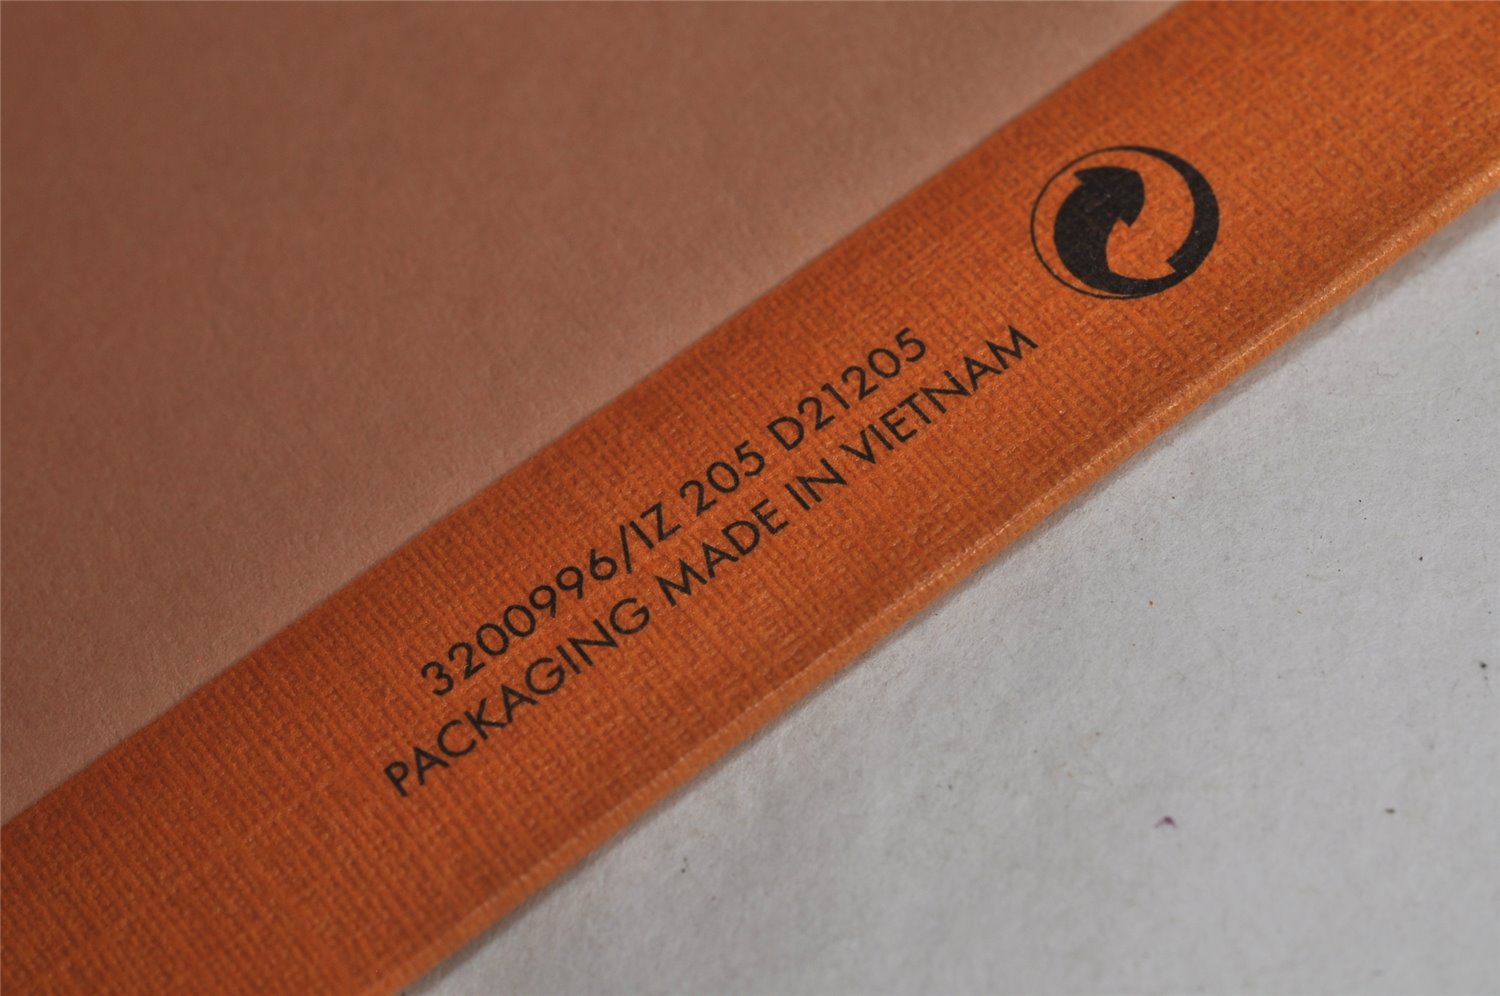 3200996/IZ 205 D21205
PACKAGING MADE IN VIETNAM